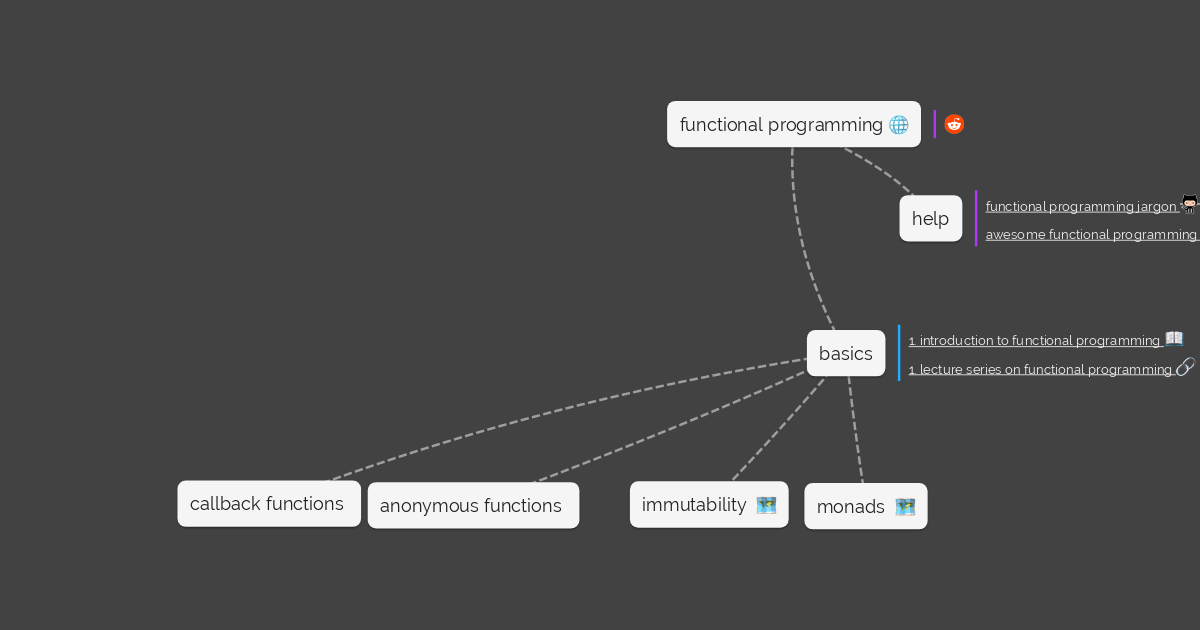 functional programming
help
functional programming jargon
awesome functional programming
basics
1 introduction to functional programming
1 lecture series on functional programming
callback functions
anonymous functions
immutability
monads